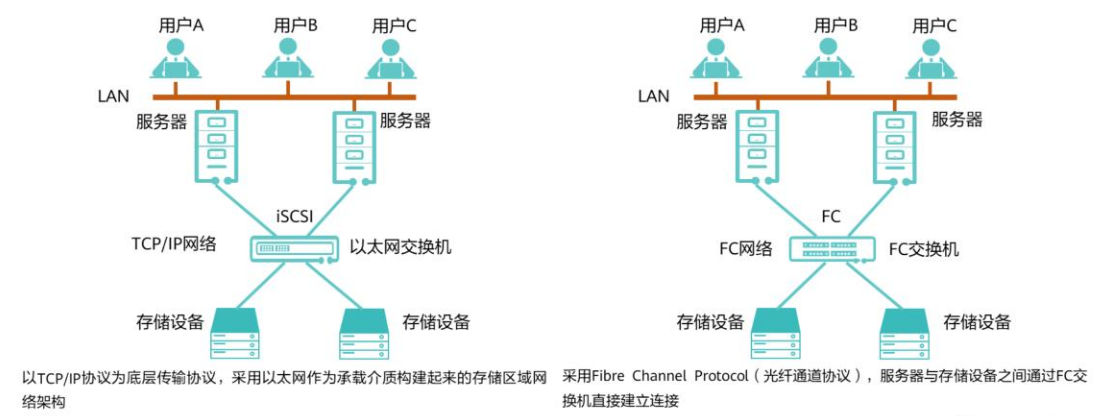 用户A
用户B
用户C
LAN
服务器
服务器
iSCSI
TCP/IP网络
以太网交换机
存储设备
存储设备
以TCP/IP协议为底层传输协议，采用以太网作为承载介质构建起来的存储区域网
络架构
用户A
用户B
用户C
LAN
服务器
服务器
FC
FC网络
FC交换机
存储设备
存储设备
采用Fibre Channel Protocol（光纤通道协议），服务器与存储设备之间通过FC交
换机直接建立连接